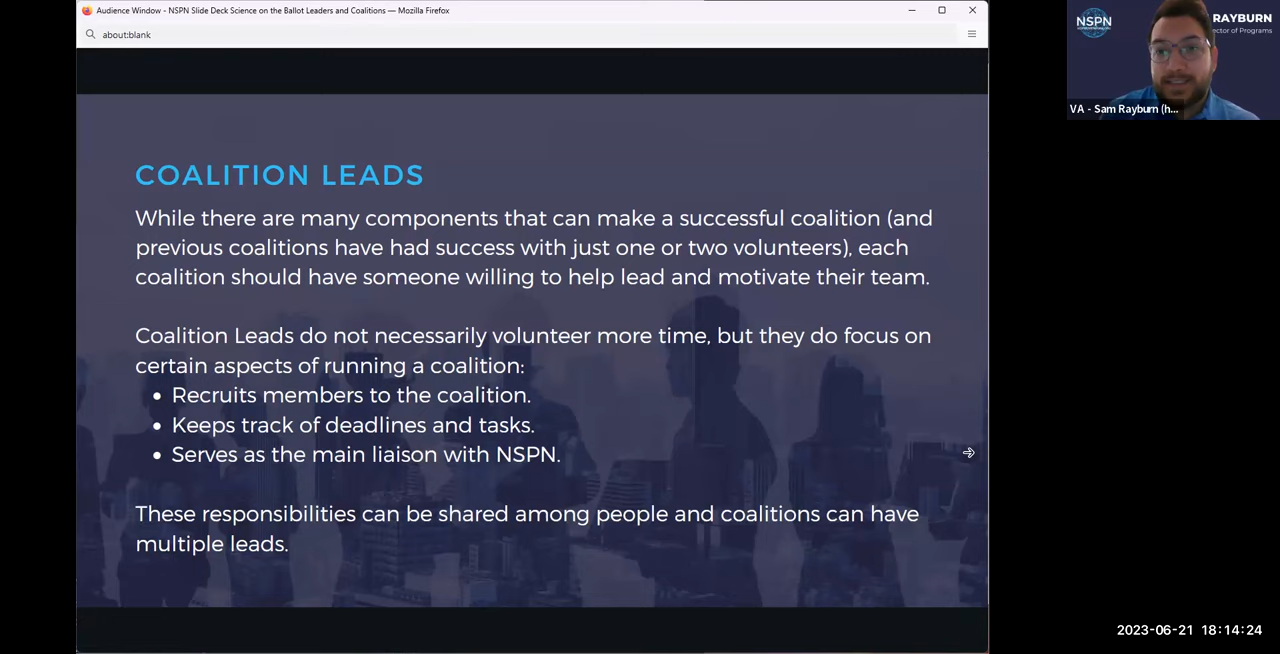 Audience Window - NSPN Slide Deck Science on the Ballot Leaders and Coalitions — Mozilla Firefox
about:blank
NSPN
RAYBURN
ector of Programs
VA - Sam Rayburn (h...
COALITION LEADS
While there are many components that can make a successful coalition (and
previous coalitions have had success with just one or two volunteers), each
coalition should have someone willing to help lead and motivate their team.
Coalition Leads do not necessarily volunteer more time, but they do focus on
certain aspects of running a coalition:
• Recruits members to the coalition.
• Keeps track of deadlines and tasks.
• Serves as the main liaison with NSPN.
These responsibilities can be shared among people and coalitions can have
multiple leads.
2023-06-21 18:14:24